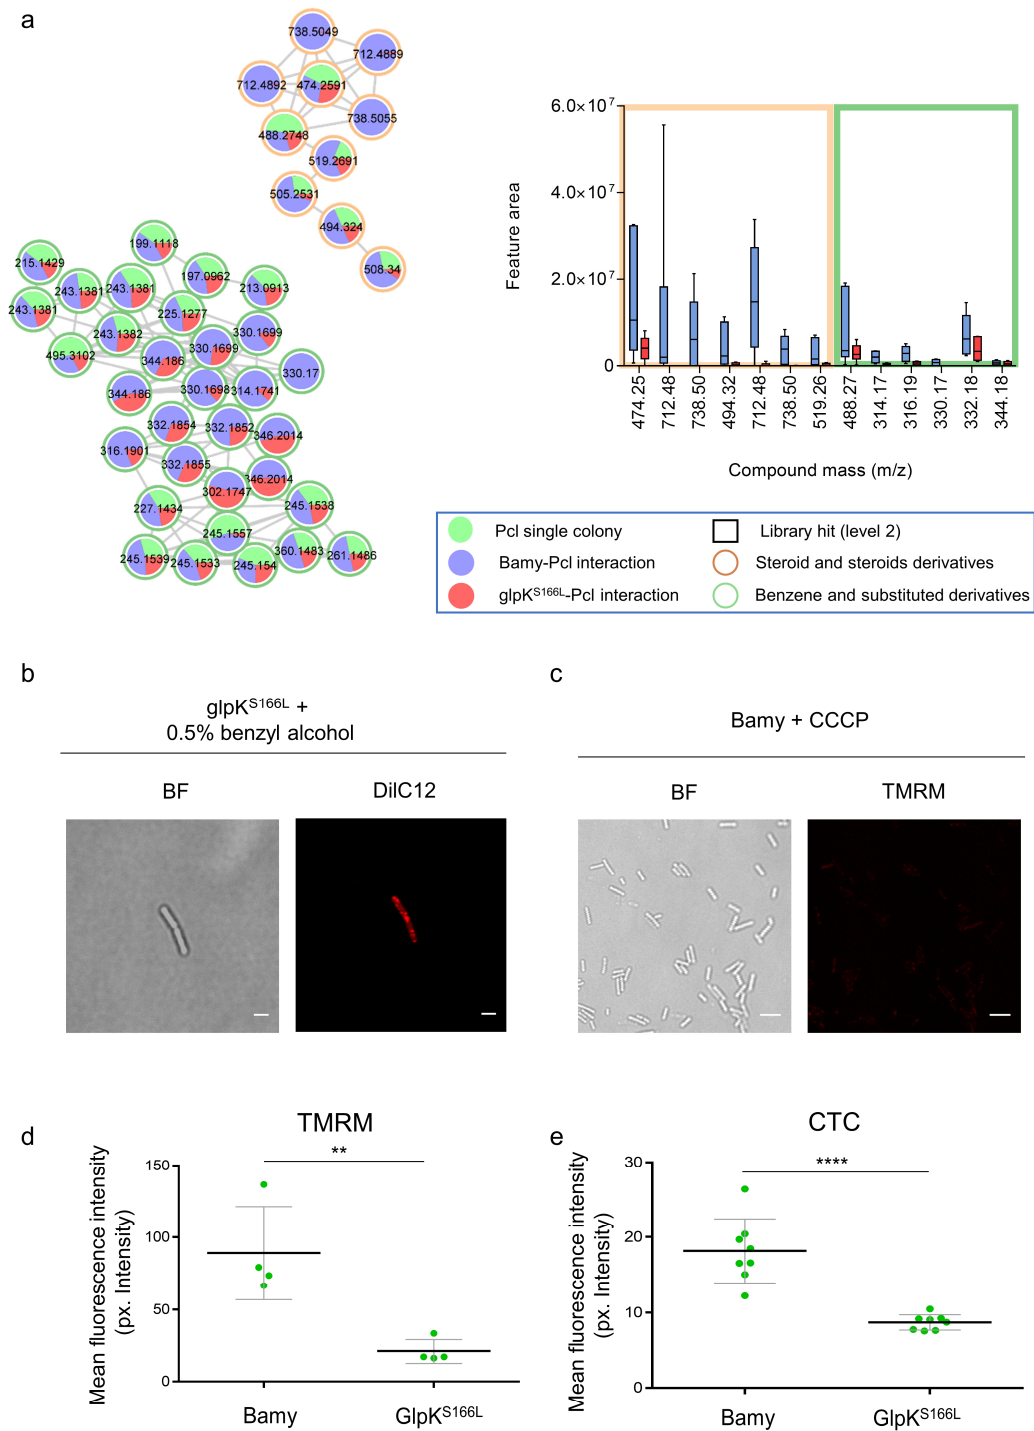 a
738.5049
712.4889
712.4892
474.2591
738.5055
488.2748
519.2691
505.2531
494.324
508.34
199.1118
215.1429
197.0962
243.1381
243.1381
213.0913
243.1381
225.1277
243.1382
330.1699
495.3102
344.186
330.1699
330.17
344.186
330.1698
314.1741
332.1854
332.1852
346.2014
316.1901
332.1855
346.2014
302.1747
227.1434
245.1538
245.1557
245.1539
245.1533
245.154
360.1483
261.1486
Feature area
6.0×10⁷
4.0×10⁷
2.0×10⁷
0
474.25
712.48
738.50
494.32
712.48
738.50
519.26
488.27
314.17
316.19
330.17
332.18
344.18
Compound mass (m/z)
Pcl single colony
Library hit (level 2)
Bamy-Pcl interaction
Steroid and steroids derivatives
glpKS166L-Pcl interaction
Benzene and substituted derivatives
b
glpKS166L +
0.5% benzyl alcohol
BF
DilC12
c
Bamy + CCCP
BF
TMRM
d
TMRM
**
Mean fluorescence intensity
(px. Intensity)
150
100
50
0
Bamy
GlpKS166L
e
CTC
****
Mean fluorescence intensity
(px. Intensity)
30
20
10
0
Bamy
GlpKS166L